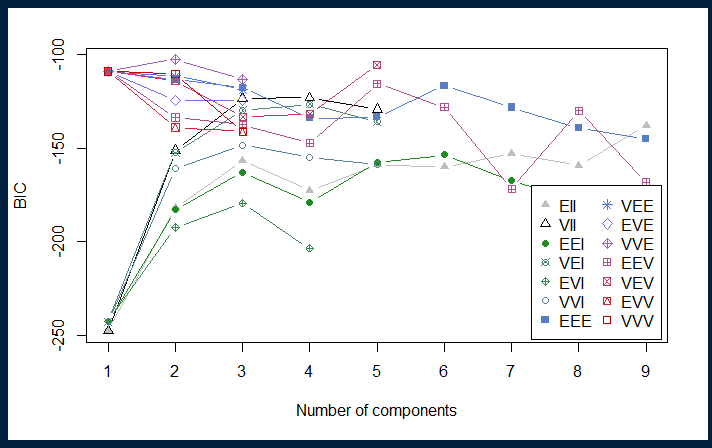 -100
-150
-200
-250
BIC
EII VEE
VII EVE
EEI VVE
VEI EEV
EVI VEV
VVI EVV
EEE VVV
1 2 3 4 5 6 7 8 9
Number of components